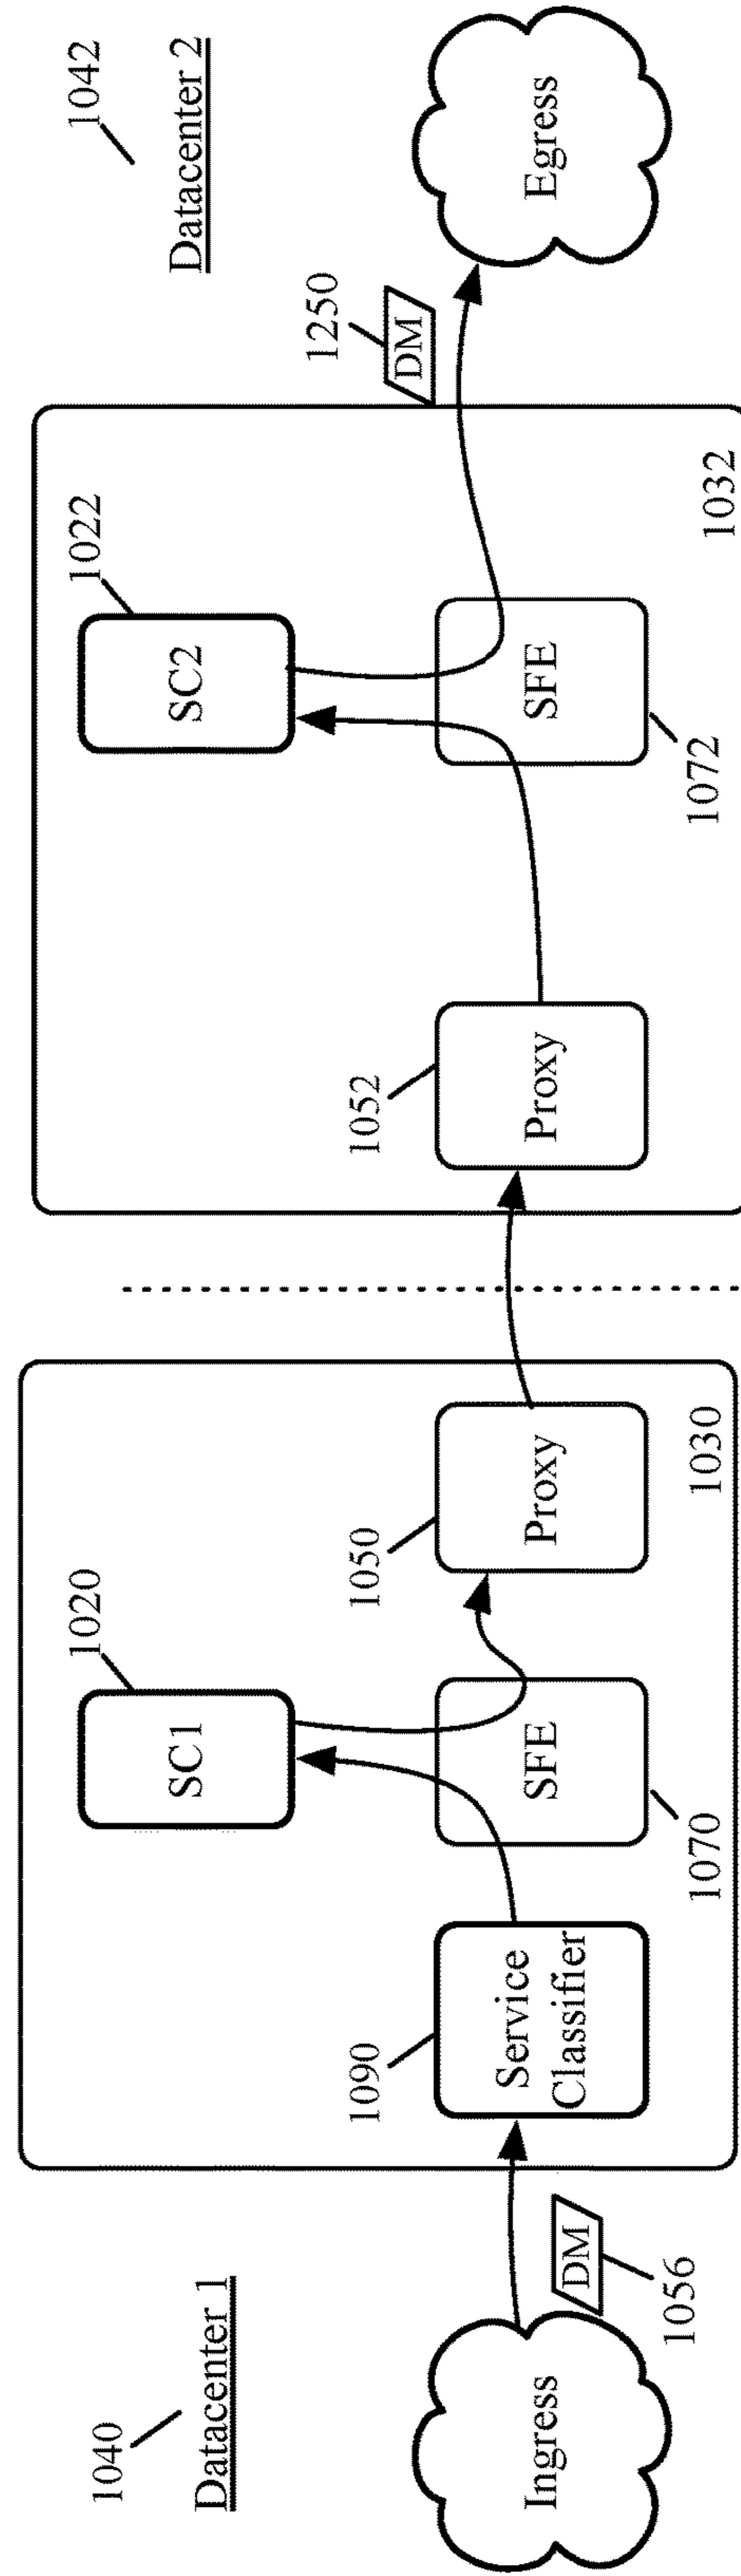 1040
Datacenter 1
Ingress
DM
1056
1090
Service
Classifier
1020
SC1
SFE
1070
1050
Proxy
1030
1052
Proxy
1022
SC2
SFE
1072
1032
1250
DM
1042
Datacenter 2
Egress